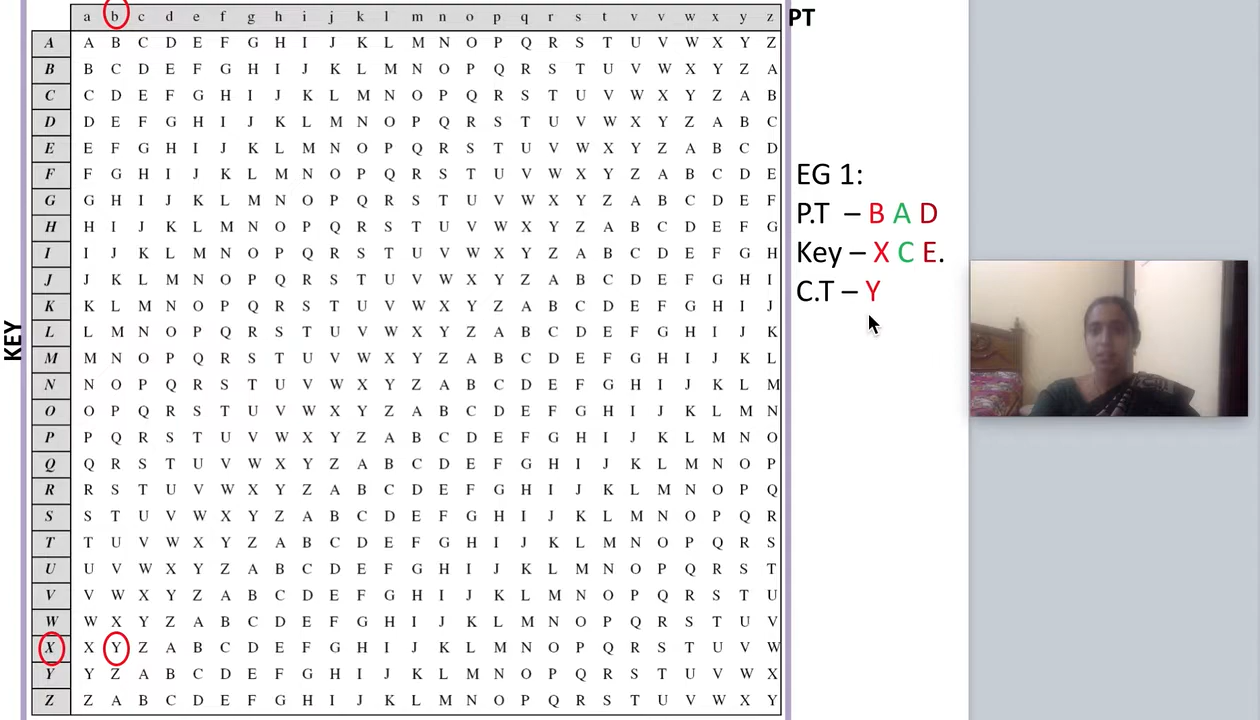 a b c d e f g h i j k l m n o p q r s t v v w x y z
PT
A A B C D E F G H I J K L M N O P Q R S T U V W X Y Z
B B C D E F G H I J K L M N O P Q R S T U V W X Y Z A
C C D E F G H I J K L M N O P Q R S T U V W X Y Z A B
D D E F G H I J K L M N O P Q R S T U V W X Y Z A B C
E E F G H I J K L M N O P Q R S T U V W X Y Z A B C D
F F G H I J K L M N O P Q R S T U V W X Y Z A B C D E
G G H I J K L M N O P Q R S T U V W X Y Z A B C D E F
H H I J K L M N O P Q R S T U V W X Y Z A B C D E F G
I I J K L M N O P Q R S T U V W X Y Z A B C D E F G H
J J K L M N O P Q R S T U V W X Y Z A B C D E F G H I
K K L M N O P Q R S T U V W X Y Z A B C D E F G H I J
L L M N O P Q R S T U V W X Y Z A B C D E F G H I J K
M M N O P Q R S T U V W X Y Z A B C D E F G H I J K L
N N O P Q R S T U V W X Y Z A B C D E F G H I J K L M
O O P Q R S T U V W X Y Z A B C D E F G H I J K L M N
P P Q R S T U V W X Y Z A B C D E F G H I J K L M N O
Q Q R S T U V W X Y Z A B C D E F G H I J K L M N O P
R R S T U V W X Y Z A B C D E F G H I J K L M N O P Q
S S T U V W X Y Z A B C D E F G H I J K L M N O P Q R
T T U V W X Y Z A B C D E F G H I J K L M N O P Q R S
U U V W X Y Z A B C D E F G H I J K L M N O P Q R S T
V V W X Y Z A B C D E F G H I J K L M N O P Q R S T U
W W X Y Z A B C D E F G H I J K L M N O P Q R S T U V
X X Y Z A B C D E F G H I J K L M N O P Q R S T U V W
Y Y Z A B C D E F G H I J K L M N O P Q R S T U V W X
Z Z A B C D E F G H I J K L M N O P Q R S T U V W X Y
KEY
EG 1:
P.T – B A D
Key – X C E.
C.T – Y